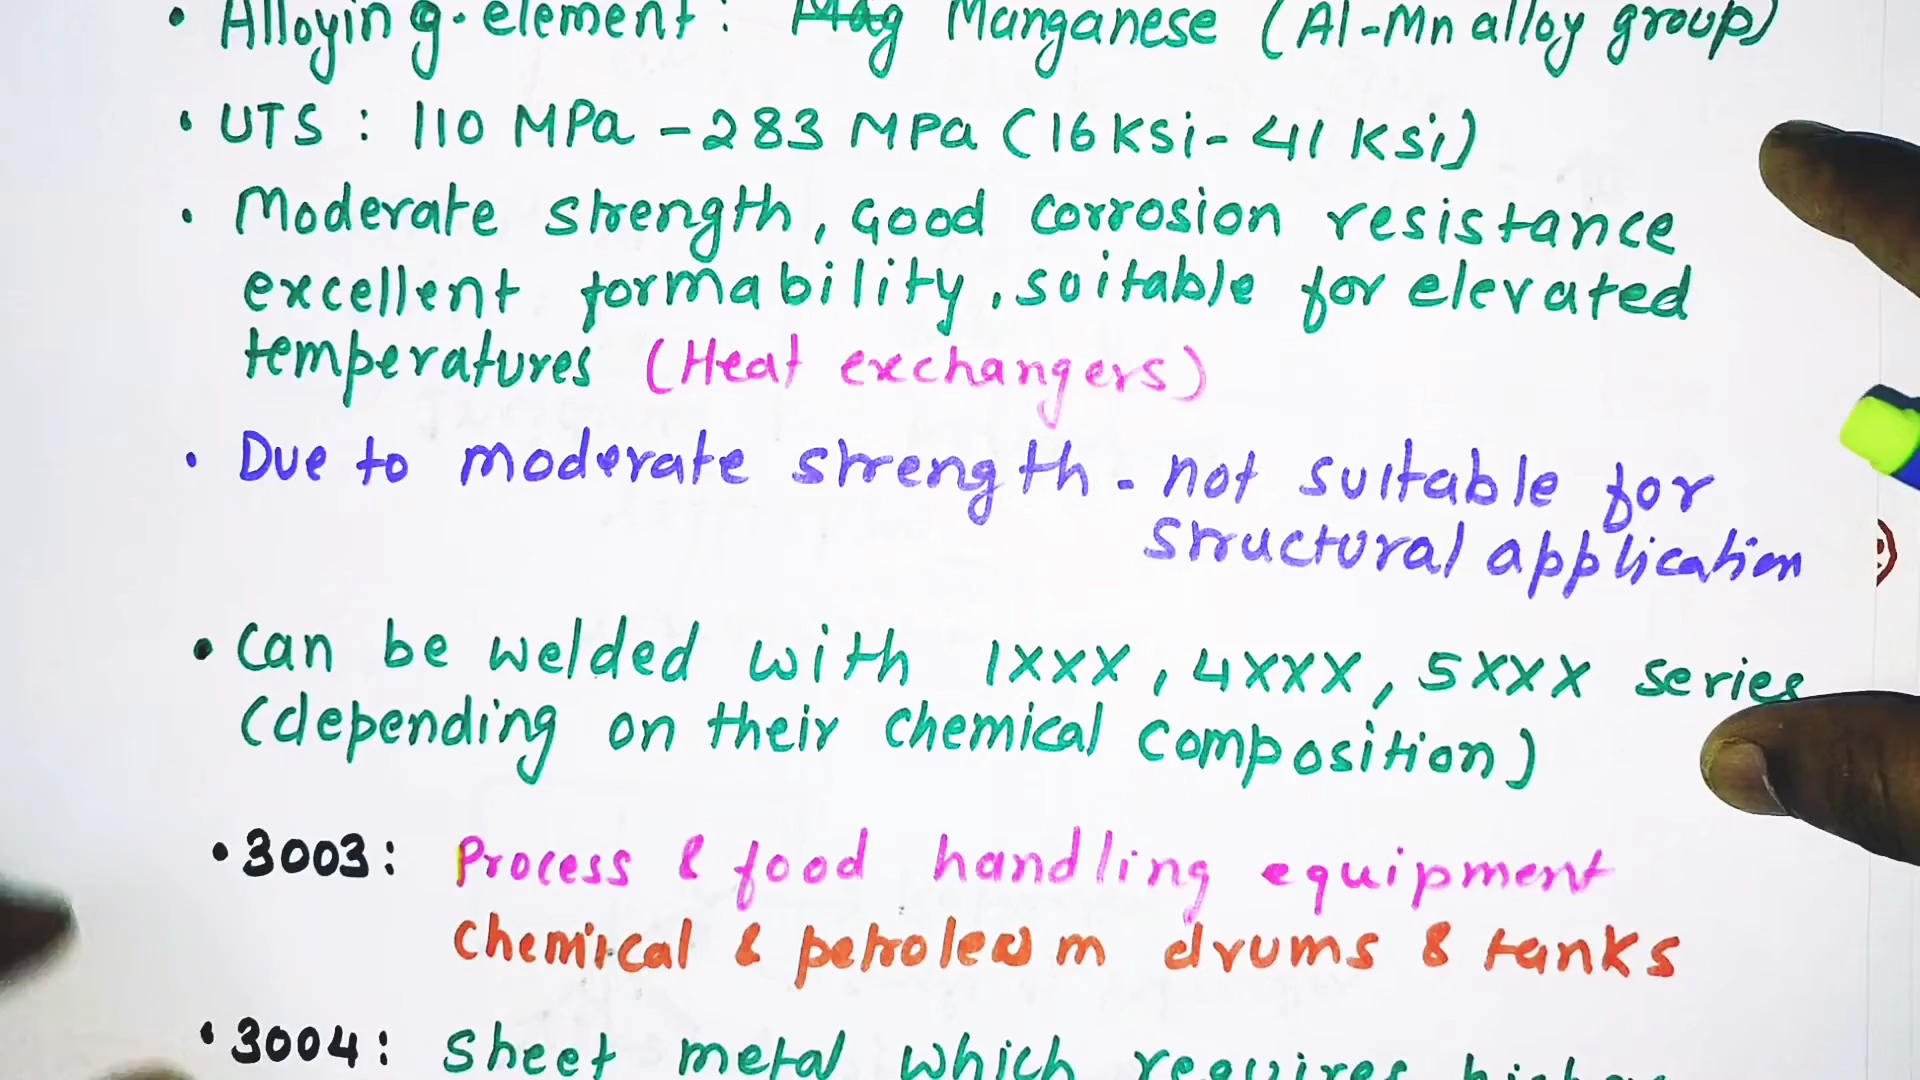 • Alloying element: Manganese (Al-Mn alloy group)
• UTS : 110 MPa - 283 MPa (16 Ksi - 41 Ksi)
• Moderate strength, Good corrosion resistance
excellent formability, suitable for elevated
temperatures (Heat exchangers)
• Due to moderate strength - not suitable for
structural application
• Can be welded with 1XXX, 4XXX, 5XXX series
(depending on their chemical composition)
• 3003: Process & food handling equipment
chemical & petroleum drums & tanks
• 3004: Sheet metal which requires higher